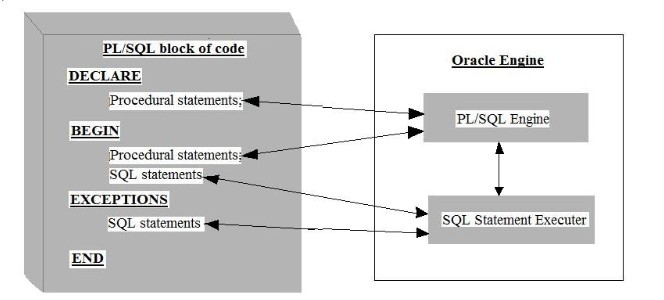 PL/SQL block of code
DECLARE
Procedural statements;
BEGIN
Procedural statements;
SQL statements
EXCEPTIONS
SQL statements
END
Oracle Engine
PL/SQL Engine
SQL Statement Executer